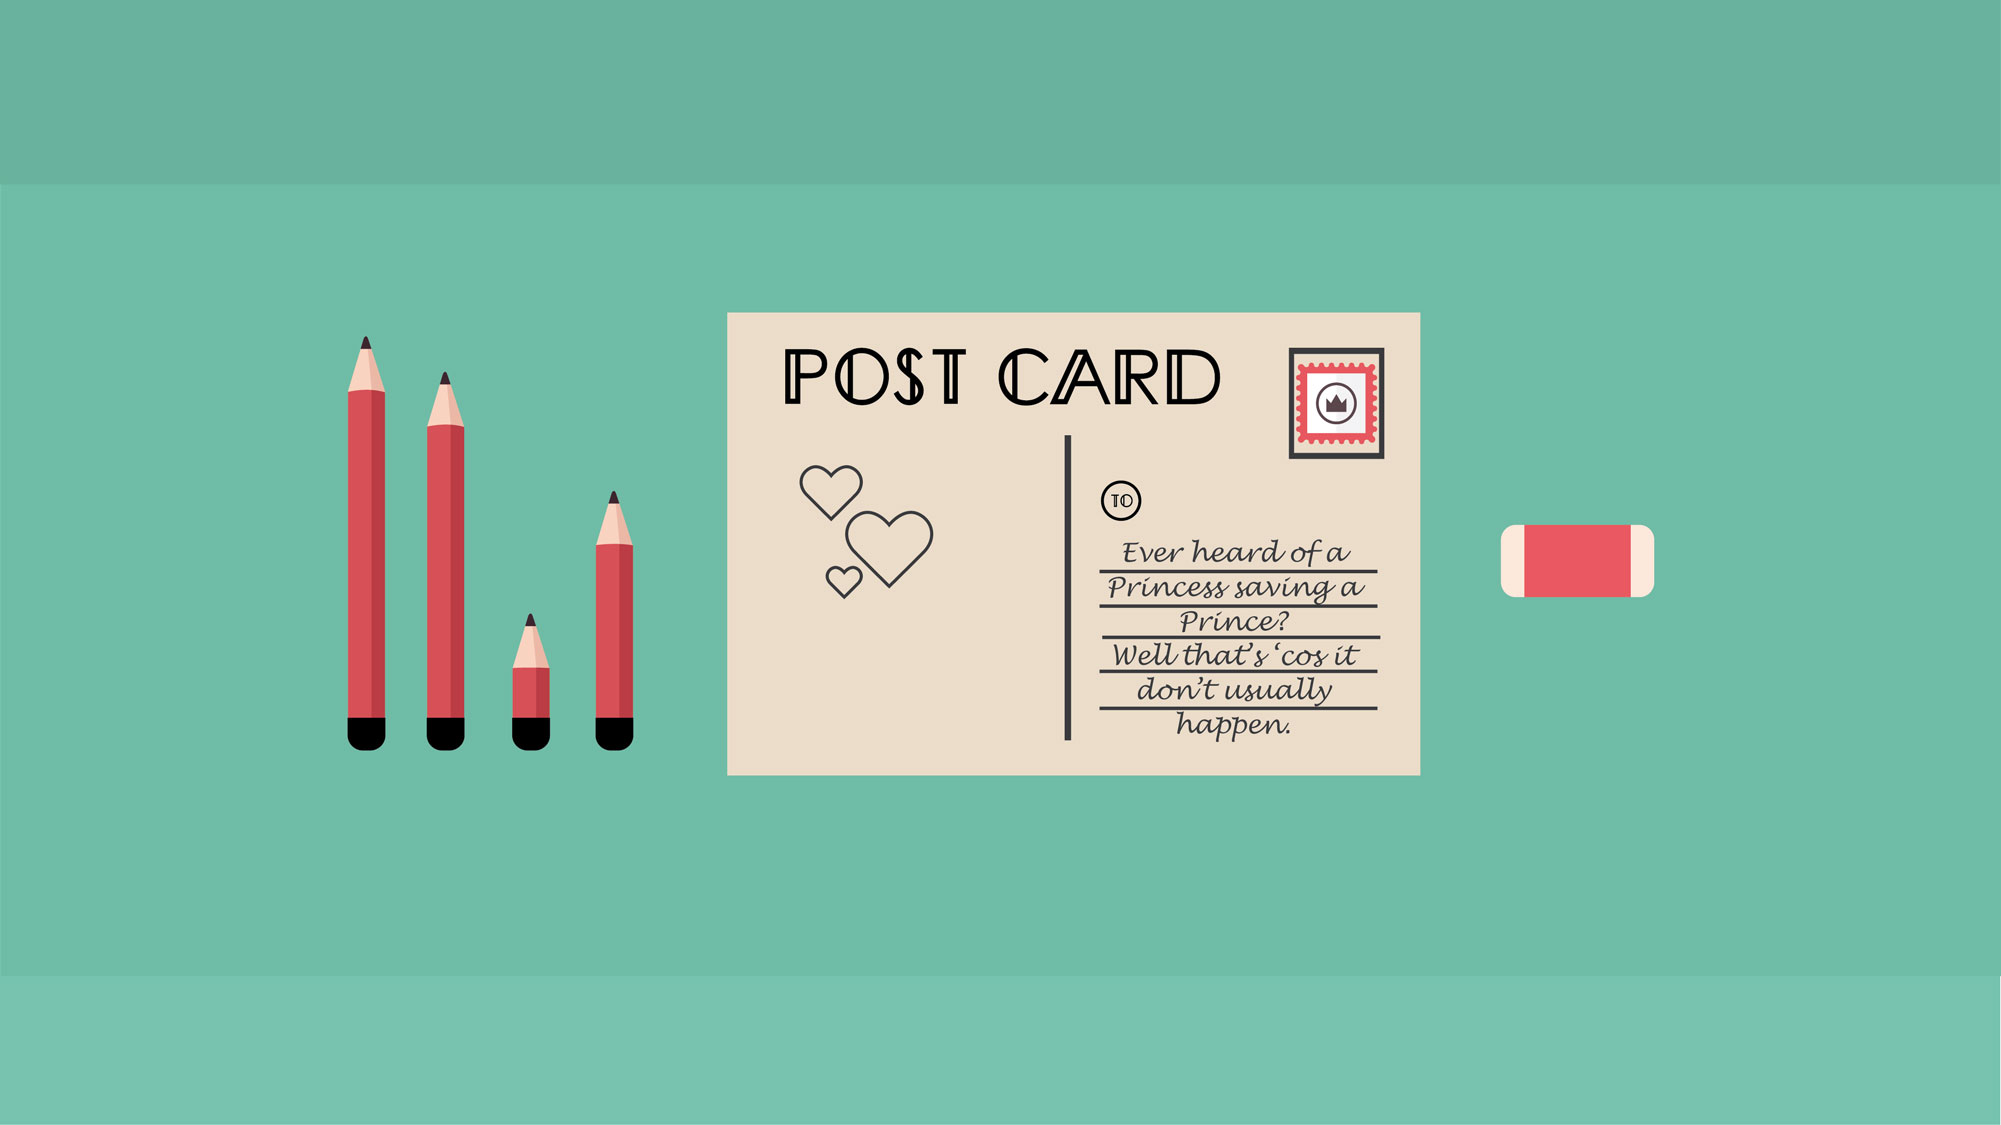 POST CARD
TO
Ever heard of a
Princess saving a
Prince?
Well that's ‘cos it
don't usually
happen.